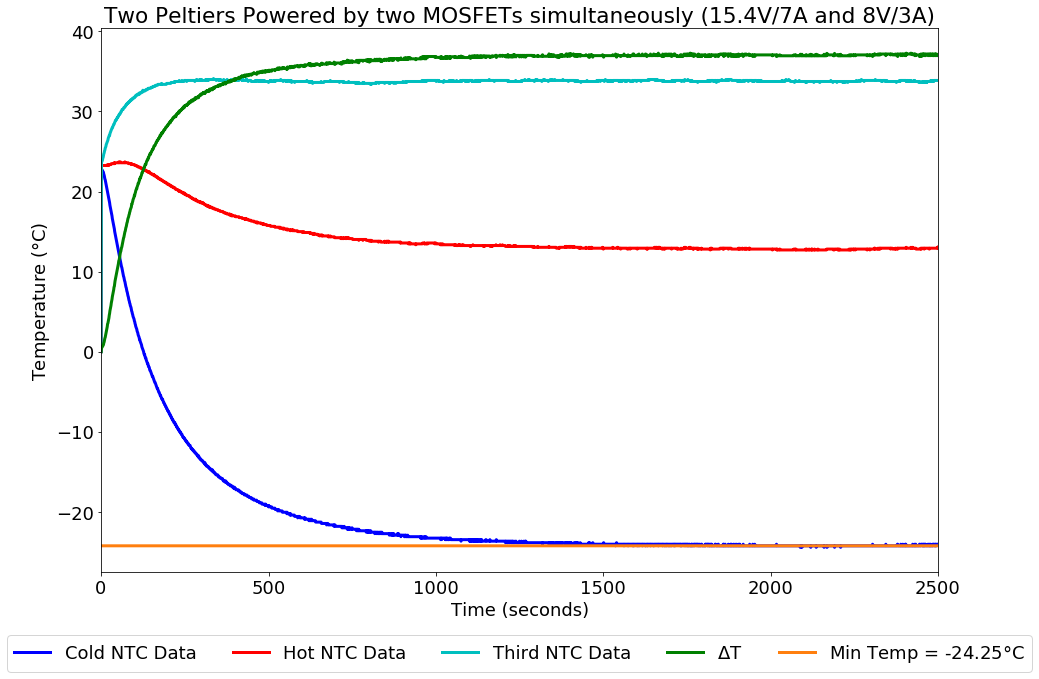 Two Peltiers Powered by two MOSFETs simultaneously (15.4V/7A and 8V/3A)
40
30
20
10
0
−10
−20
Temperature (°C)
0 500 1000 1500 2000 2500
Time (seconds)
Cold NTC Data Hot NTC Data Third NTC Data ΔT Min Temp = -24.25°C